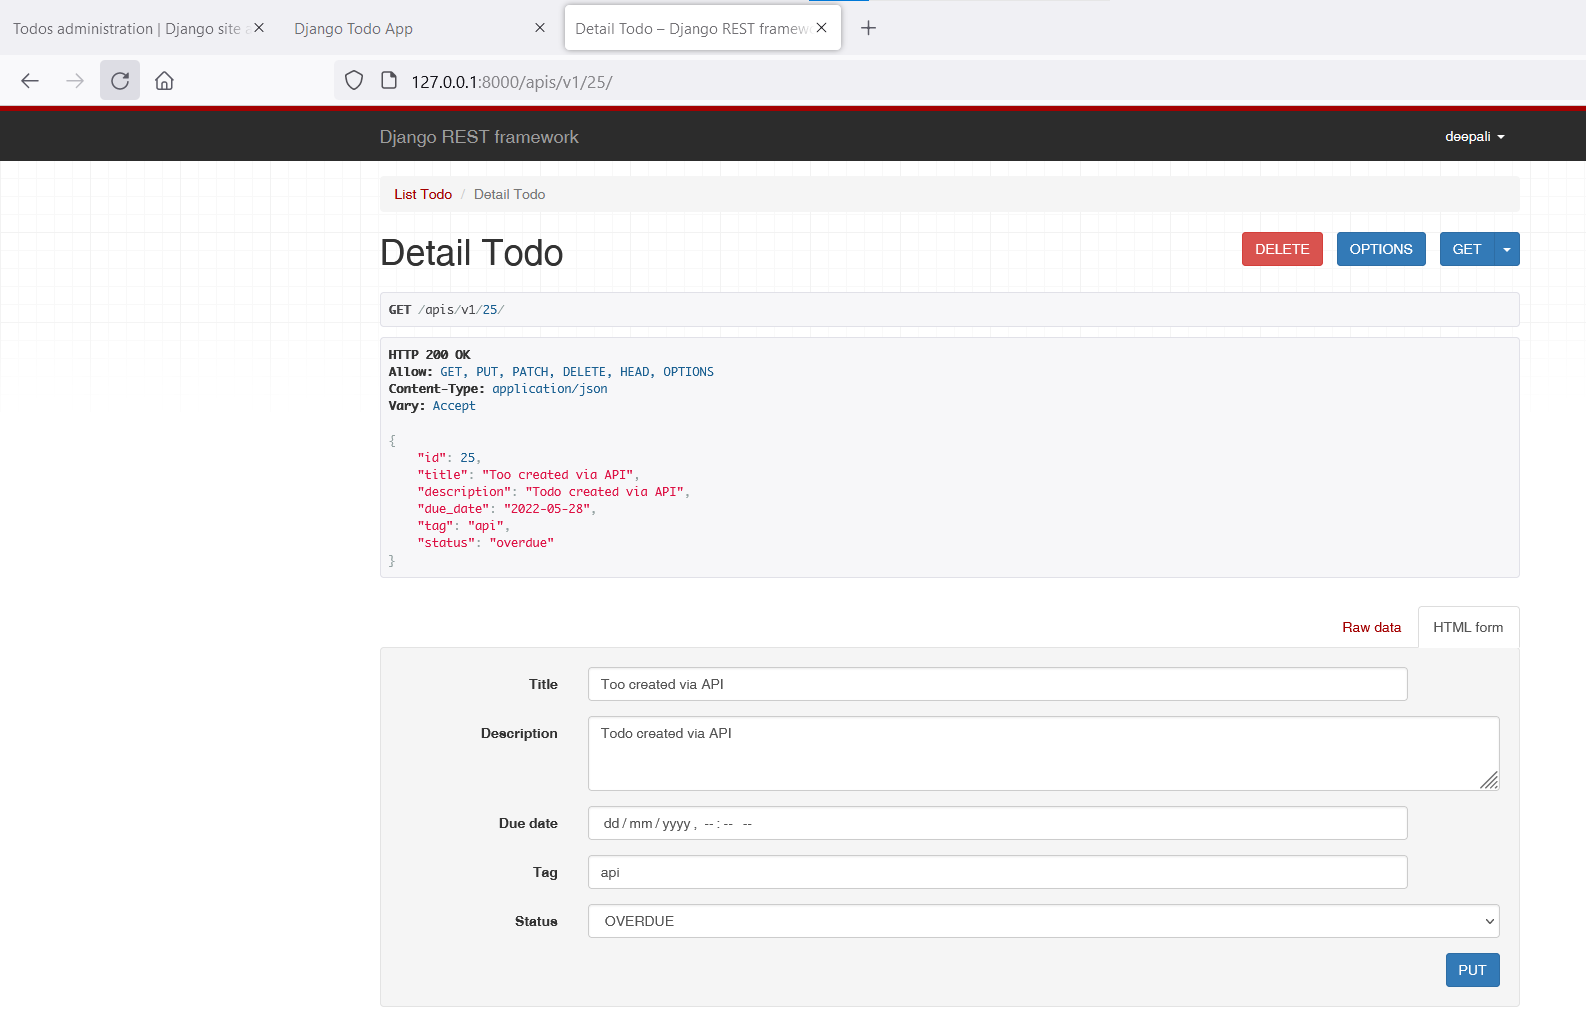 Todos administration | Django site a
Django Todo App
Detail Todo – Django REST framewo
127.0.0.1:8000/apis/v1/25/
Django REST framework
deepali
List Todo / Detail Todo
Detail Todo
DELETE
OPTIONS
GET
GET /apis/v1/25/
HTTP 200 OK
Allow: GET, PUT, PATCH, DELETE, HEAD, OPTIONS
Content-Type: application/json
Vary: Accept
{
"id": 25,
"title": "Too created via API",
"description": "Todo created via API",
"due_date": "2022-05-28",
"tag": "api",
"status": "overdue"
}
Raw data
HTML form
Title
Too created via API
Description
Todo created via API
Due date
dd / mm / yyyy , -- : -- --
Tag
api
Status
OVERDUE
PUT